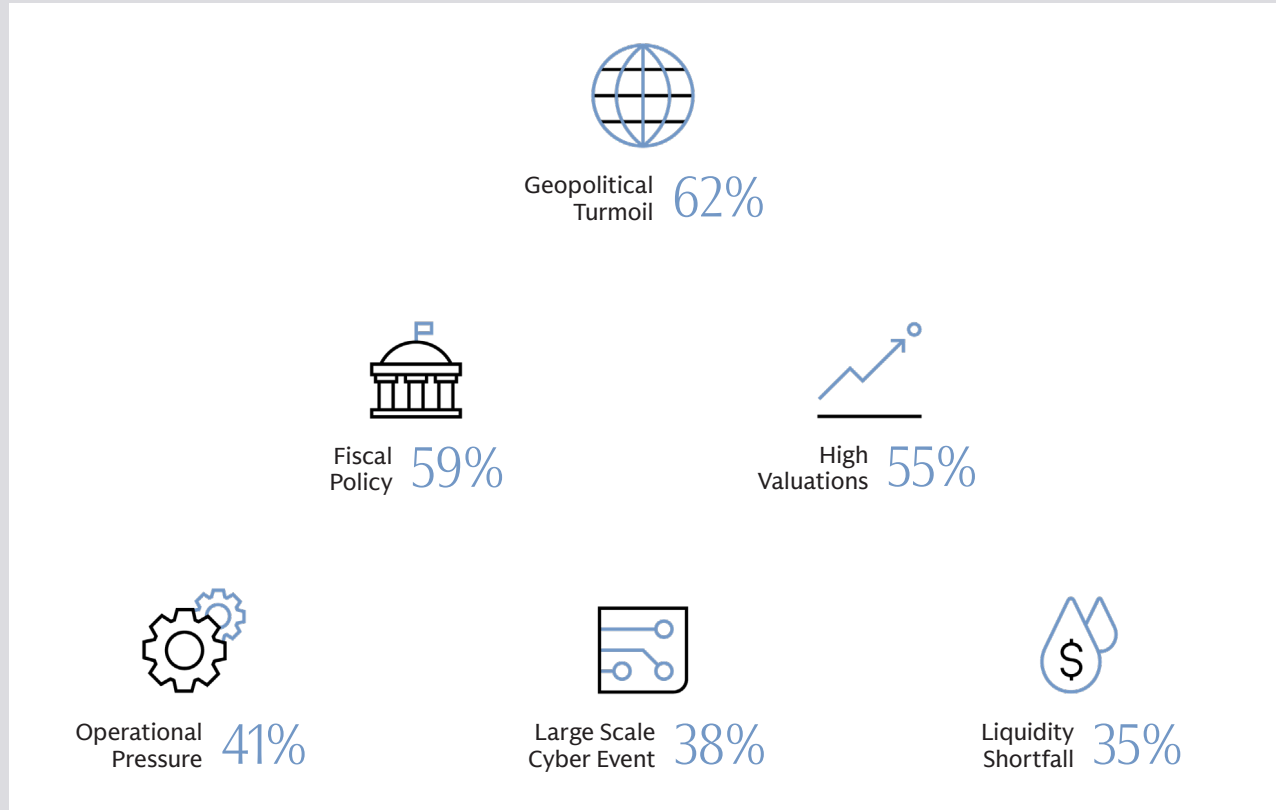 Geopolitical
Turmoil
62%
Fiscal
Policy
59%
High
Valuations
55%
Operational
Pressure
41%
Large Scale
Cyber Event
38%
$
Liquidity
Shortfall
35%